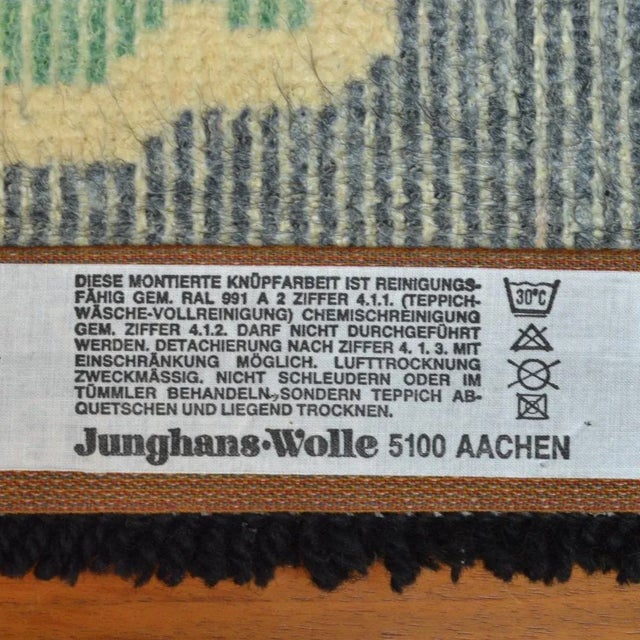 DIESE MONTIERTE KNÜPFARBEIT IST REINIGUNGS-
FÄHIG GEM. RAL 991 A 2 ZIFFER 4.1.1. (TEPPICH-
WÄSCHE-VOLLREINIGUNG) CHEMISCHREINIGUNG
GEM. ZIFFER 4.1.2. DARF NICHT DURCHGEFÜHRT
WERDEN. DETACHIERUNG NACH ZIFFER 4. 1. 3. MIT
EINSCHRÄNKUNG MÖGLICH. LUFTTROCKNUNG
ZWECKMÄSSIG. NICHT SCHLEUDERN ODER IM
TÜMMLER BEHANDELN, SONDERN TEPPICH AB-
QUETSCHEN UND LIEGEND TROCKNEN.
Junghans·Wolle 5100 AACHEN
30°C